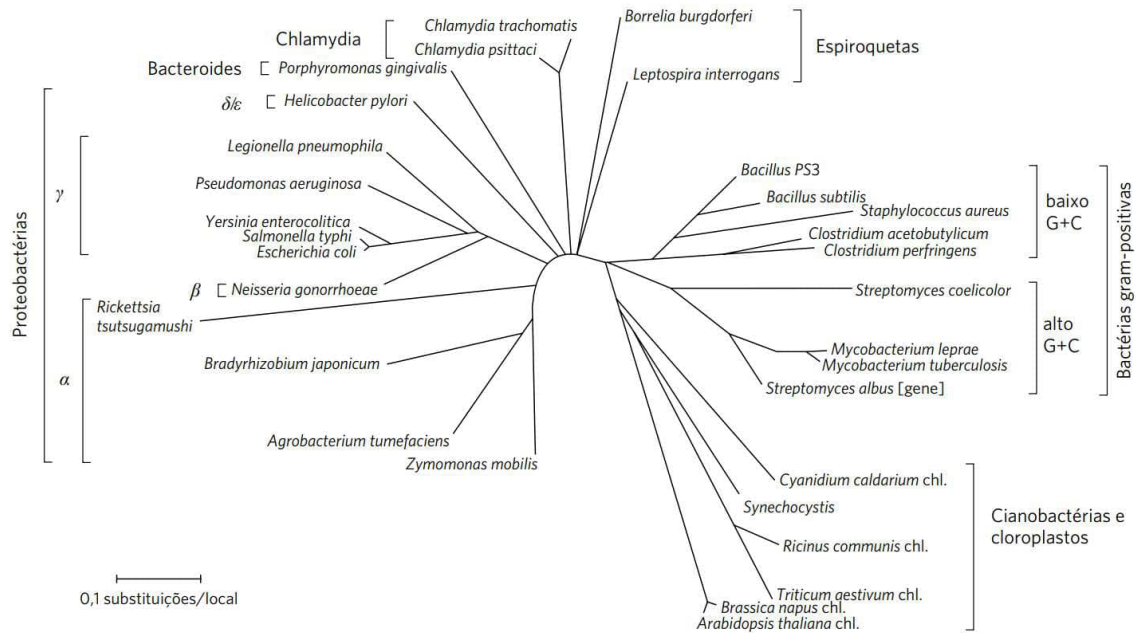 Chlamydia
Chlamydia trachomatis
Chlamydia psittaci
Bacteroides
Porphyromonas gingivalis
δ/ε
Helicobacter pylori
Borrelia burgdorferi
Leptospira interrogans
Espiroquetas
Proteobactérias
γ
Legionella pneumophila
Pseudomonas aeruginosa
Yersinia enterocolitica
Salmonella typhi
Escherichia coli
β
Neisseria gonorrhoeae
α
Rickettsia
tsutsugamushi
Bradyrhizobium japonicum
Agrobacterium tumefaciens
Zymomonas mobilis
Bacillus PS3
Bacillus subtilis
Staphylococcus aureus
Clostridium acetobutylicum
Clostridium perfringens
baixo
G+C
Bactérias gram-positivas
Streptomyces coelicolor
Mycobacterium leprae
Mycobacterium tuberculosis
Streptomyces albus [gene]
alto
G+C
Cyanidium caldarium chl.
Synechocystis
Ricinus communis chl.
Triticum aestivum chl.
Brassica napus chl.
Arabidopsis thaliana chl.
Cianobactérias e
cloroplastos
0,1 substituições/local